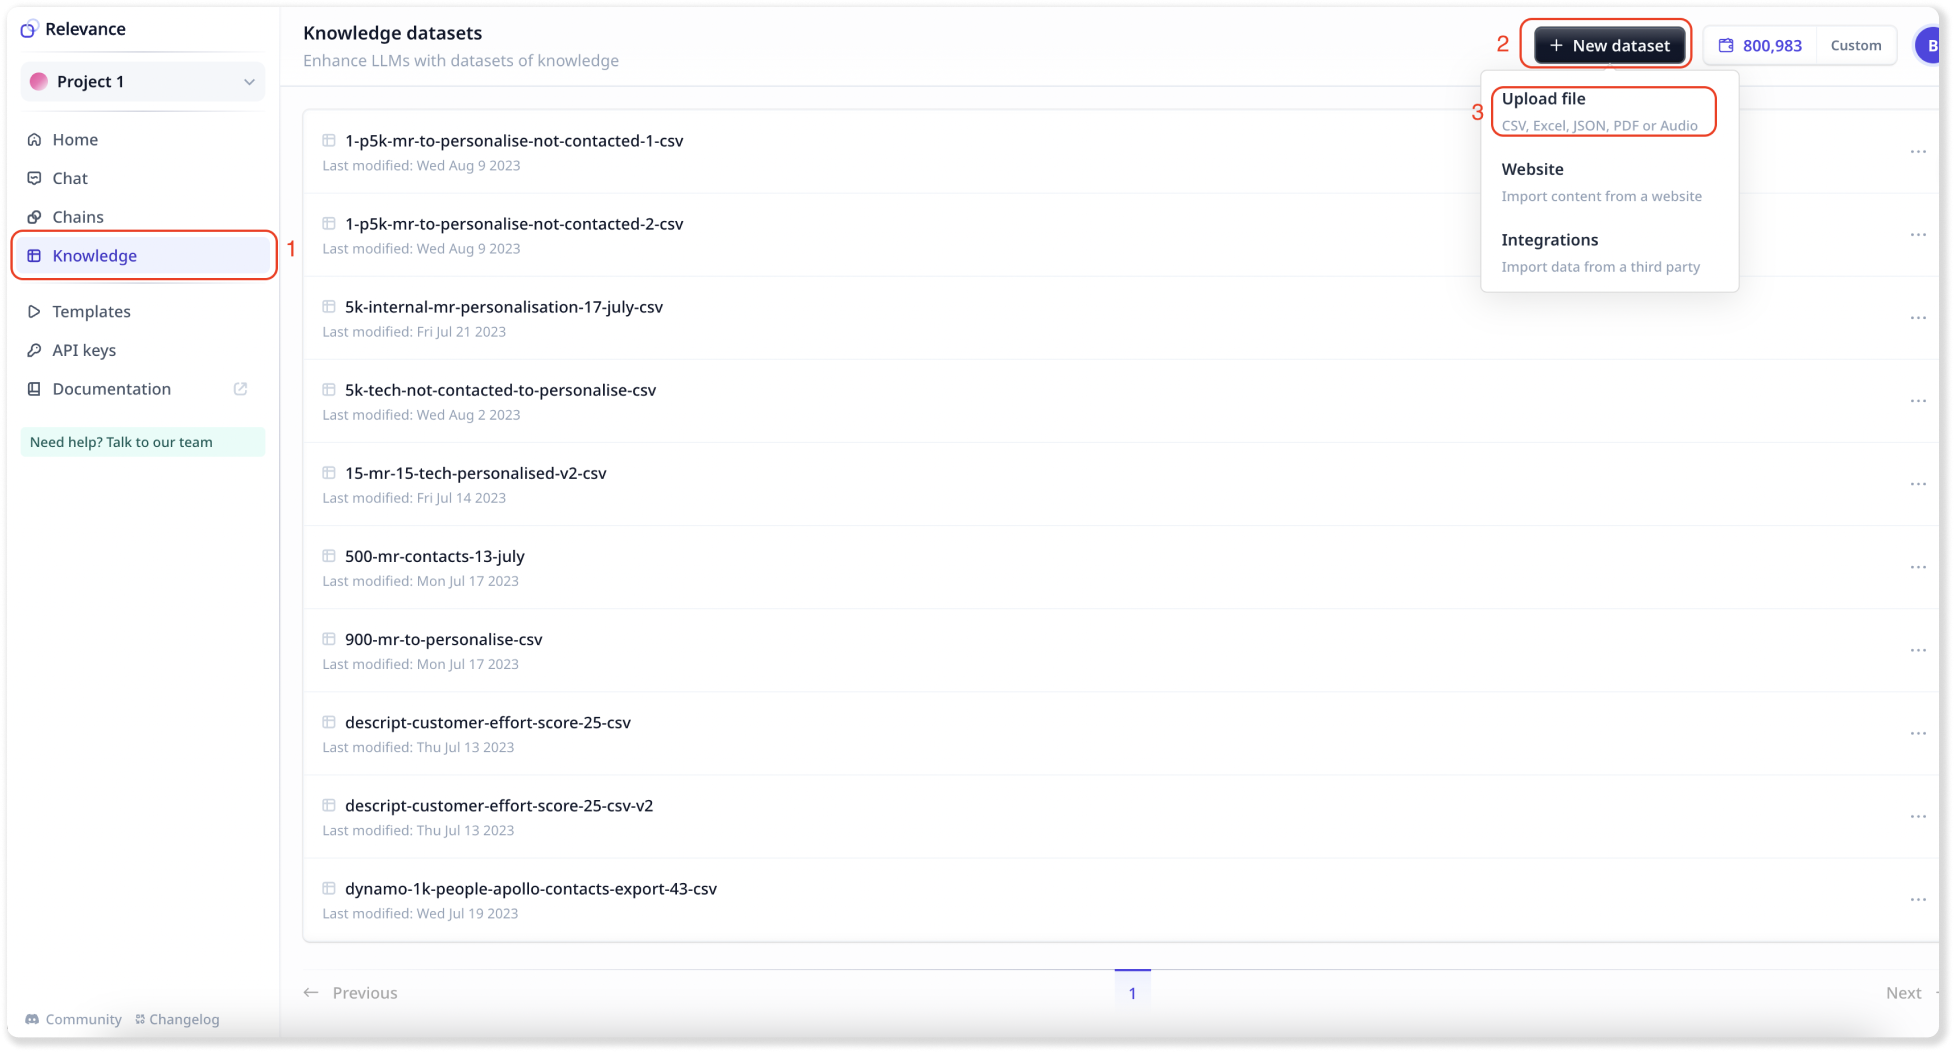 Relevance
Project 1
Home
Chat
Chains
Knowledge
1
Templates
API keys
Documentation
Need help? Talk to our team
Community
Changelog
Knowledge datasets
Enhance LLMs with datasets of knowledge
2
+ New dataset
800,983
Custom
B
3
Upload file
CSV, Excel, JSON, PDF or Audio
Website
Import content from a website
Integrations
Import data from a third party
1-p5k-mr-to-personalise-not-contacted-1-csv
Last modified: Wed Aug 9 2023
1-p5k-mr-to-personalise-not-contacted-2-csv
Last modified: Wed Aug 9 2023
5k-internal-mr-personalisation-17-july-csv
Last modified: Fri Jul 21 2023
5k-tech-not-contacted-to-personalise-csv
Last modified: Wed Aug 2 2023
15-mr-15-tech-personalised-v2-csv
Last modified: Fri Jul 14 2023
500-mr-contacts-13-july
Last modified: Mon Jul 17 2023
900-mr-to-personalise-csv
Last modified: Mon Jul 17 2023
descript-customer-effort-score-25-csv
Last modified: Thu Jul 13 2023
descript-customer-effort-score-25-csv-v2
Last modified: Thu Jul 13 2023
dynamo-1k-people-apollo-contacts-export-43-csv
Last modified: Wed Jul 19 2023
← Previous
1
Next